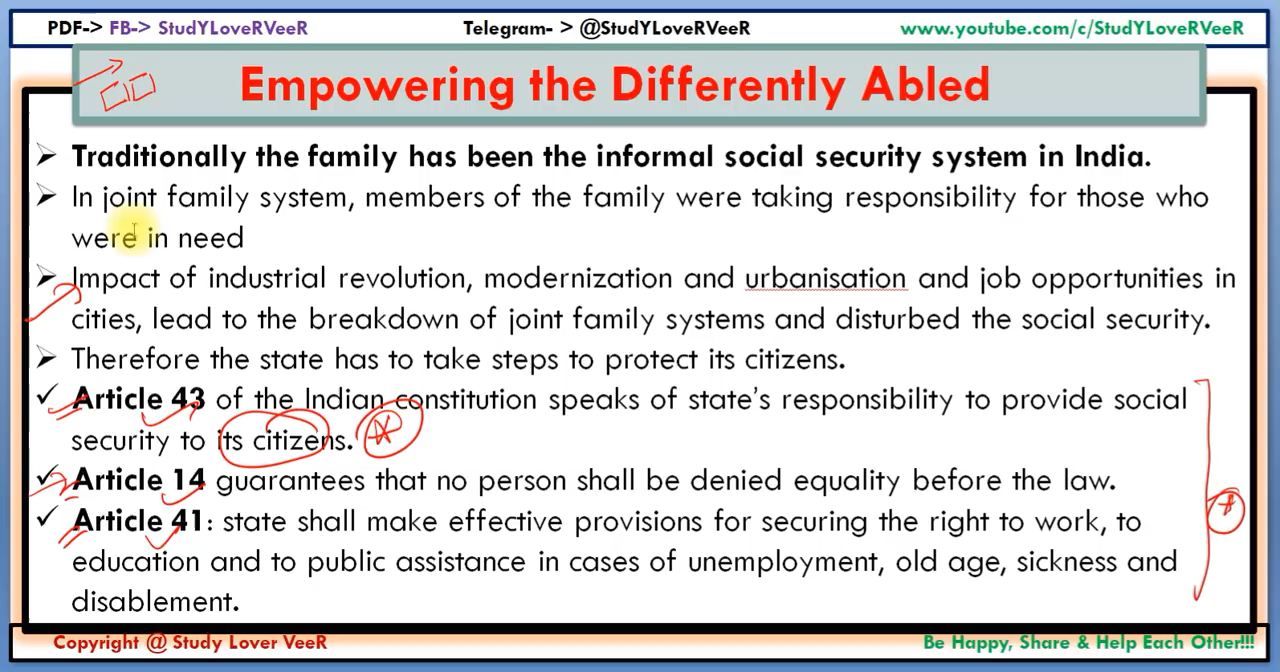 PDF-> FB-> StudYLoveRVeeR Telegram- > @StudYLoveRVeeR www.youtube.com/c/StudYLoveRVeeR
Empowering the Differently Abled
➢ Traditionally the family has been the informal social security system in India.
➢ In joint family system, members of the family were taking responsibility for those who
were in need
➢ Impact of industrial revolution, modernization and urbanisation and job opportunities in
cities, lead to the breakdown of joint family systems and disturbed the social security.
➢ Therefore the state has to take steps to protect its citizens.
✓ Article 43 of the Indian constitution speaks of state's responsibility to provide social
security to its citizens.
✓ Article 14 guarantees that no person shall be denied equality before the law.
✓ Article 41: state shall make effective provisions for securing the right to work, to
education and to public assistance in cases of unemployment, old age, sickness and
disablement.
Copyright @ Study Lover VeeR Be Happy, Share & Help Each Other!!!